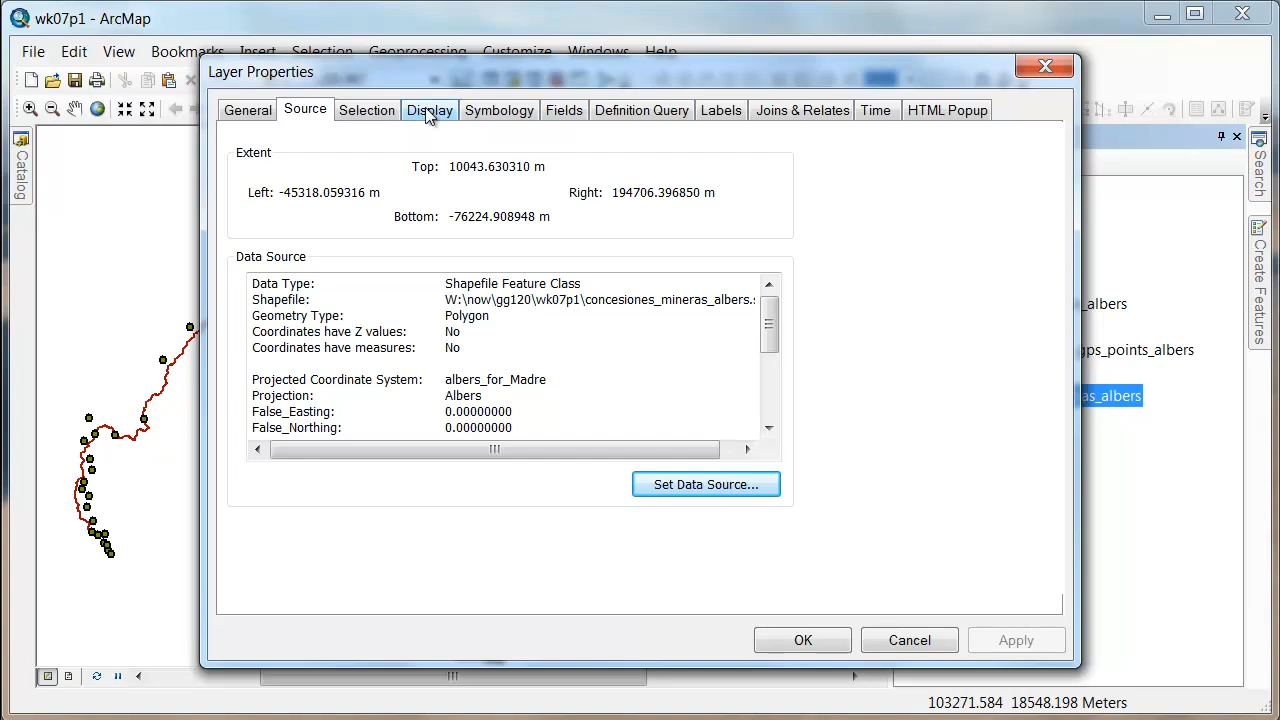 wk07p1 - ArcMap
File Edit View Bookmarks Insert Selection Geoprocessing Customize Windows Help
Layer Properties
General Source Selection Display Symbology Fields Definition Query Labels Joins & Relates Time HTML Popup
Catalog
Search
Create Features
Extent
Top: 10043.630310 m
Left: -45318.059316 m Right: 194706.396850 m
Bottom: -76224.908948 m
Data Source
Data Type: Shapefile Feature Class
Shapefile: W:\now\gg120\wk07p1\concesiones_mineras_albers.s
Geometry Type: Polygon
Coordinates have Z values: No
Coordinates have measures: No
Projected Coordinate System: albers_for_Madre
Projection: Albers
False_Easting: 0.00000000
False_Northing: 0.00000000
Set Data Source...
_albers
gps_points_albers
as_albers
OK Cancel Apply
103271.584 18548.198 Meters